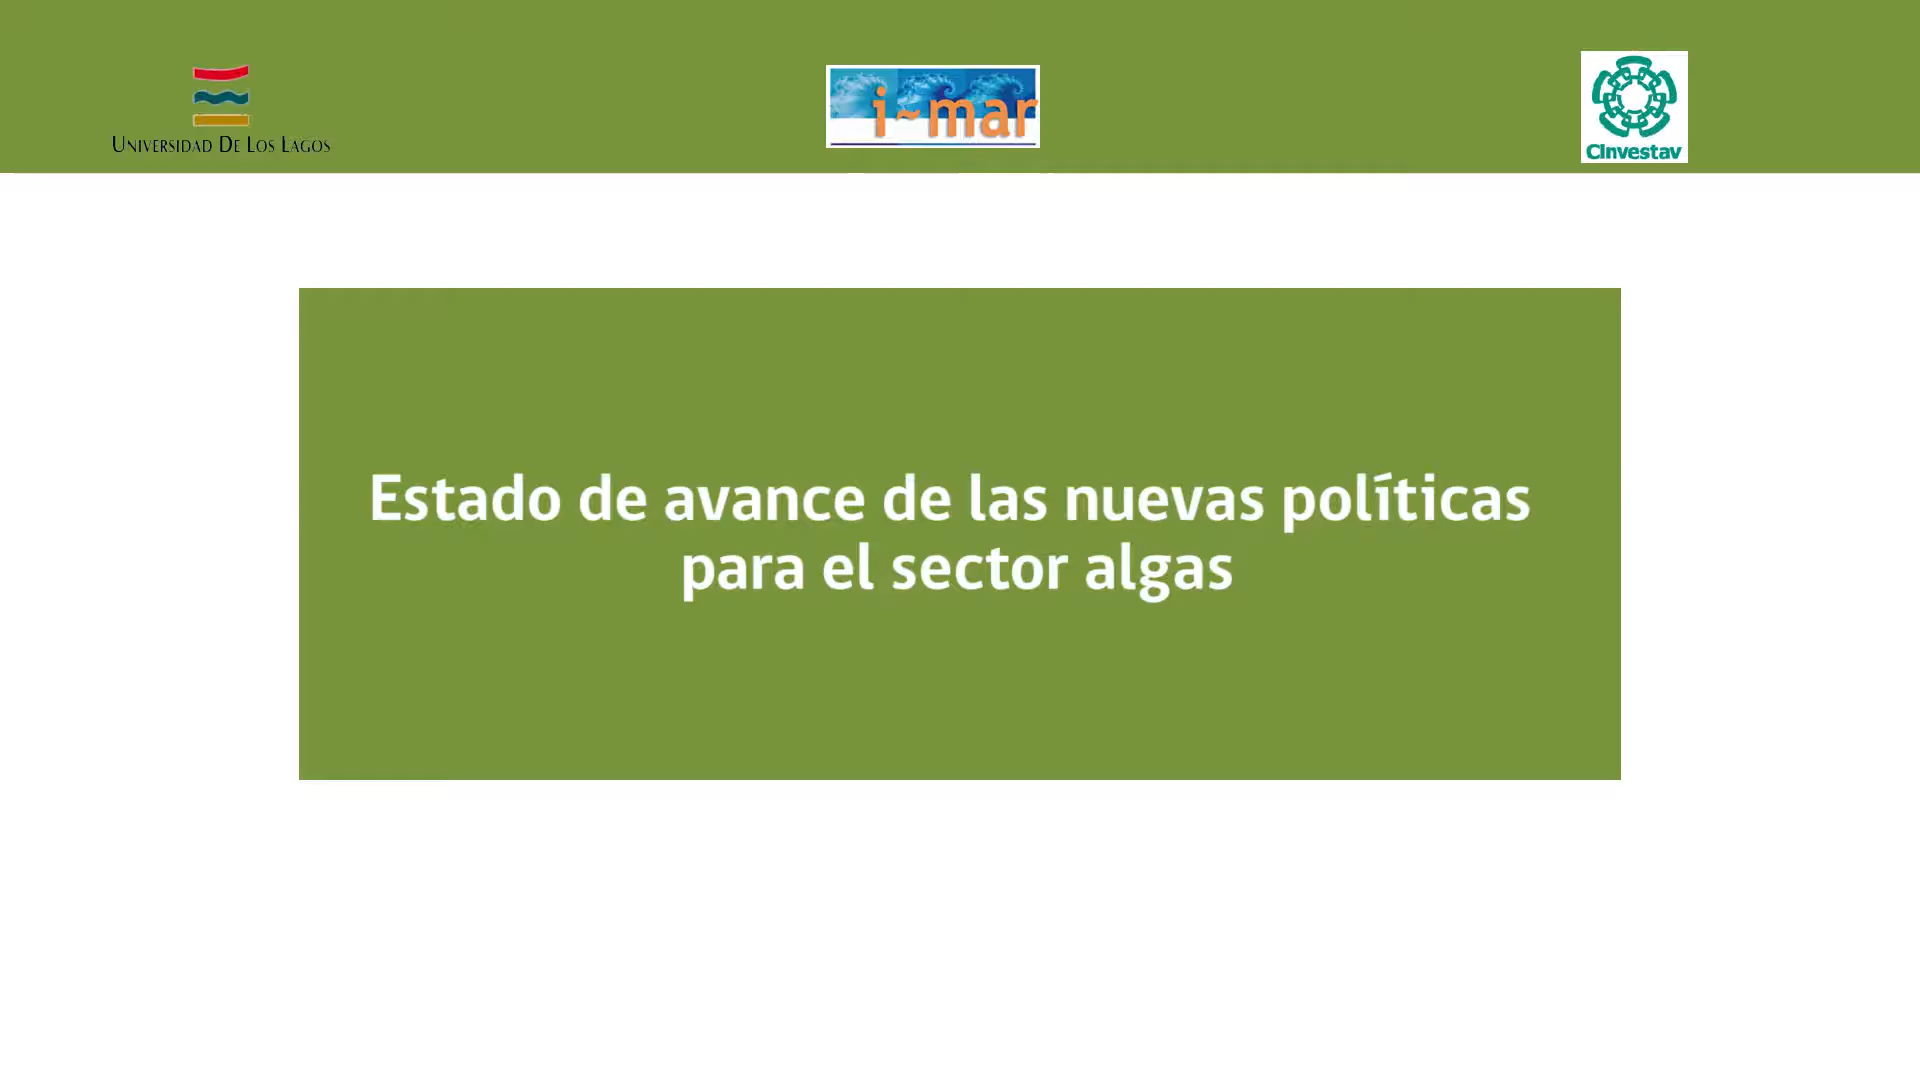 UNIVERSIDAD DE LOS LAGOS
i~mar
Cinvestav
Estado de avance de las nuevas políticas
para el sector algas